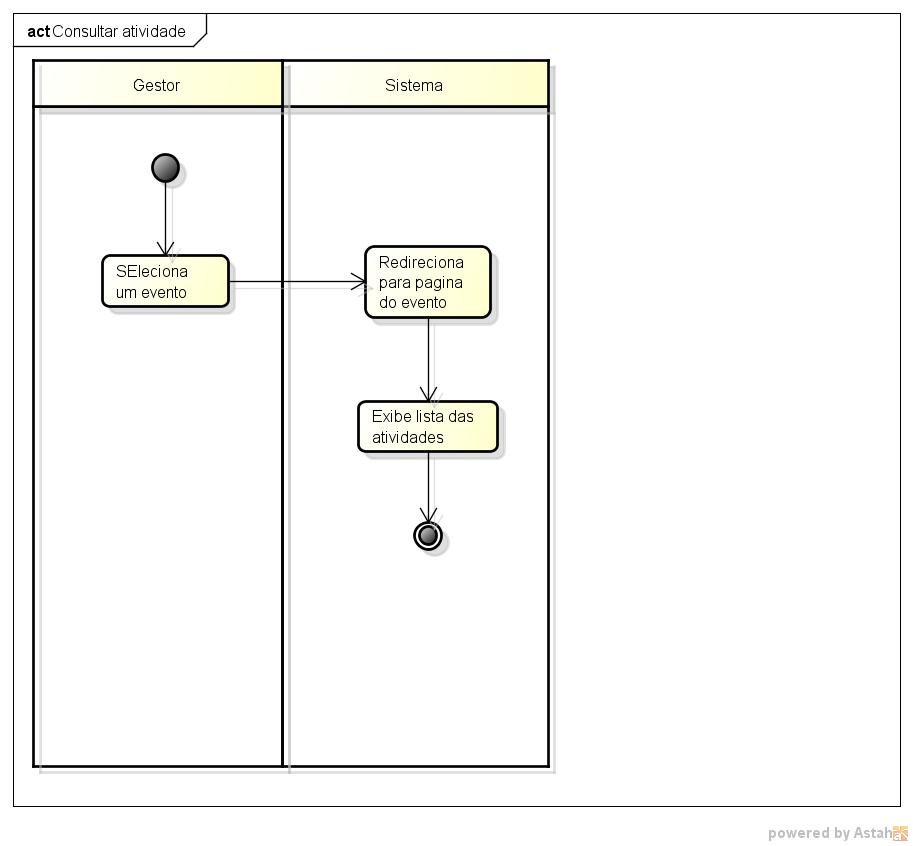 act Consultar atividade
Gestor
Sistema
SEleciona
um evento
Redireciona
para pagina
do evento
Exibe lista das
atividades
powered by Astah